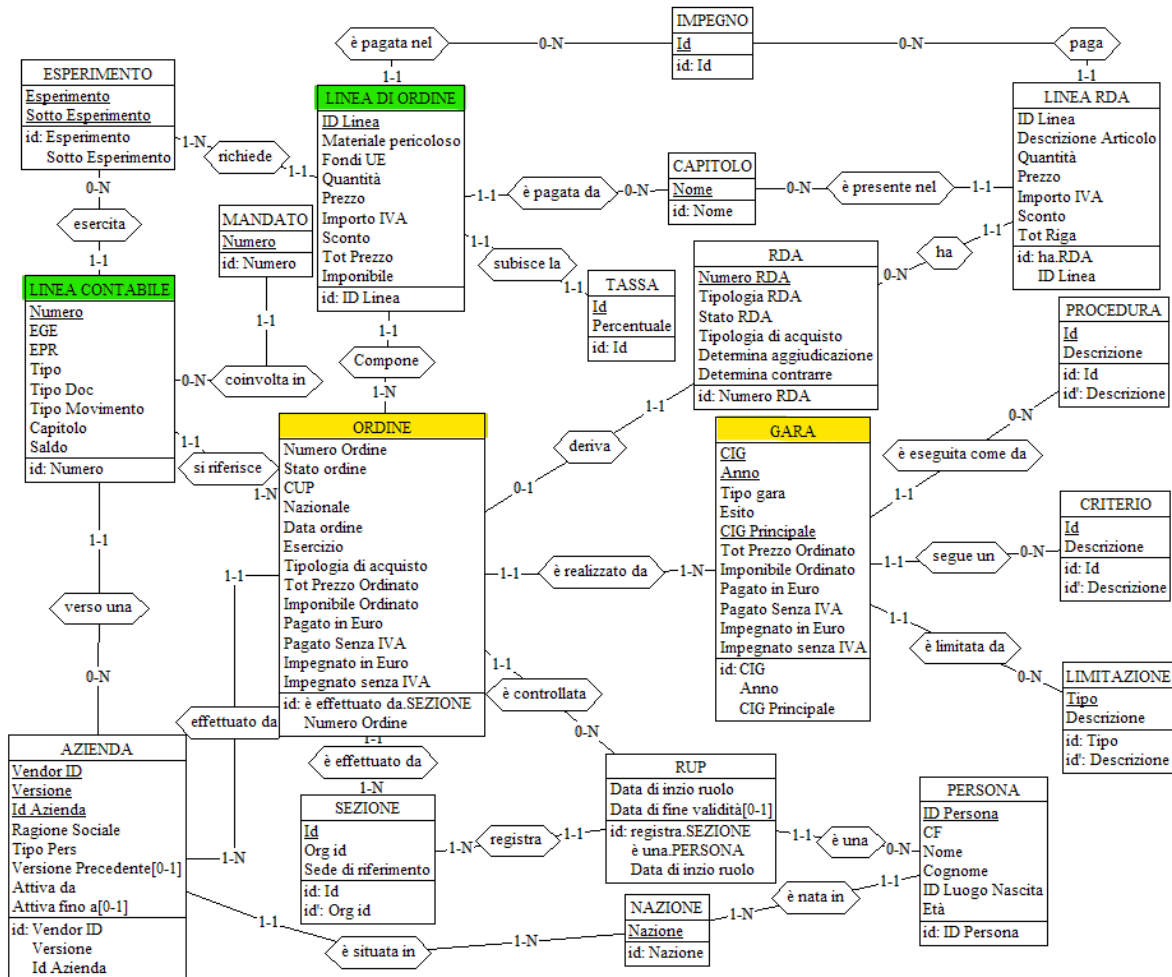 IMPEGNO
Id
id: Id
è pagata nel
0-N
0-N
paga
1-1
1-1
ESPERIMENTO
Esperimento
Sotto Esperimento
id: Esperimento
Sotto Esperimento
1-N
richiede
1-1
LINEA DI ORDINE
ID Linea
Materiale pericoloso
Fondi UE
Quantità
Prezzo
Importo IVA
Sconto
Tot Prezzo
Imponibile
id: ID Linea
LINEA RDA
ID Linea
Descrizione Articolo
Quantità
Prezzo
Importo IVA
Sconto
Tot Riga
id: ha.RDA
ID Linea
1-1
è pagata da
0-N
CAPITOLO
Nome
id: Nome
0-N
è presente nel
1-1
0-N
esercita
1-1
MANDATO
Numero
id: Numero
1-1
coinvolta in
0-N
1-1
subisce la
1-1
TASSA
Id
Percentuale
id: Id
RDA
Numero RDA
Tipologia RDA
Stato RDA
Tipologia di acquisto
Determina aggiudicazione
Determina contrarre
id: Numero RDA
0-N
ha
1-1
LINEA CONTABILE
Numero
EGE
EPR
Tipo
Tipo Doc
Tipo Movimento
Capitolo
Saldo
id: Numero
1-1
Compone
1-N
PROCEDURA
Id
Descrizione
id: Id
id': Descrizione
1-1
si riferisce
1-N
ORDINE
Numero Ordine
Stato ordine
CUP
Nazionale
Data ordine
Esercizio
Tipologia di acquisto
Tot Prezzo Ordinato
Imponibile Ordinato
Pagato in Euro
Pagato Senza IVA
Impegnato in Euro
Impegnato senza IVA
id: è effettuato da.SEZIONE
Numero Ordine
1-1
deriva
0-1
GARA
CIG
Anno
Tipo gara
Esito
CIG Principale
Tot Prezzo Ordinato
Imponibile Ordinato
Pagato in Euro
Pagato Senza IVA
Impegnato in Euro
Impegnato senza IVA
id: CIG
Anno
CIG Principale
0-N
è eseguita come da
1-1
CRITERIO
Id
Descrizione
id: Id
id': Descrizione
1-1
segue un
0-N
1-1
è realizzato da
1-N
1-1
è limitata da
0-N
LIMITAZIONE
Tipo
Descrizione
id: Tipo
id': Descrizione
1-1
verso una
0-N
1-1
effettuato da
1-N
1-1
è controllata
0-N
AZIENDA
Vendor ID
Versione
Id Azienda
Ragione Sociale
Tipo Pers
Versione Precedente[0-1]
Attiva da
Attiva fino a[0-1]
id: Vendor ID
Versione
Id Azienda
1-1
è effettuato da
1-N
SEZIONE
Id
Org id
Sede di riferimento
id: Id
id': Org id
1-N
registra
1-1
RUP
Data di inzio ruolo
Data di fine validità[0-1]
id: registra.SEZIONE
è una.PERSONA
Data di inzio ruolo
1-1
è una
0-N
PERSONA
ID Persona
CF
Nome
Cognome
ID Luogo Nascita
Età
id: ID Persona
1-1
è situata in
1-N
NAZIONE
Nazione
id: Nazione
1-N
è nata in
1-1